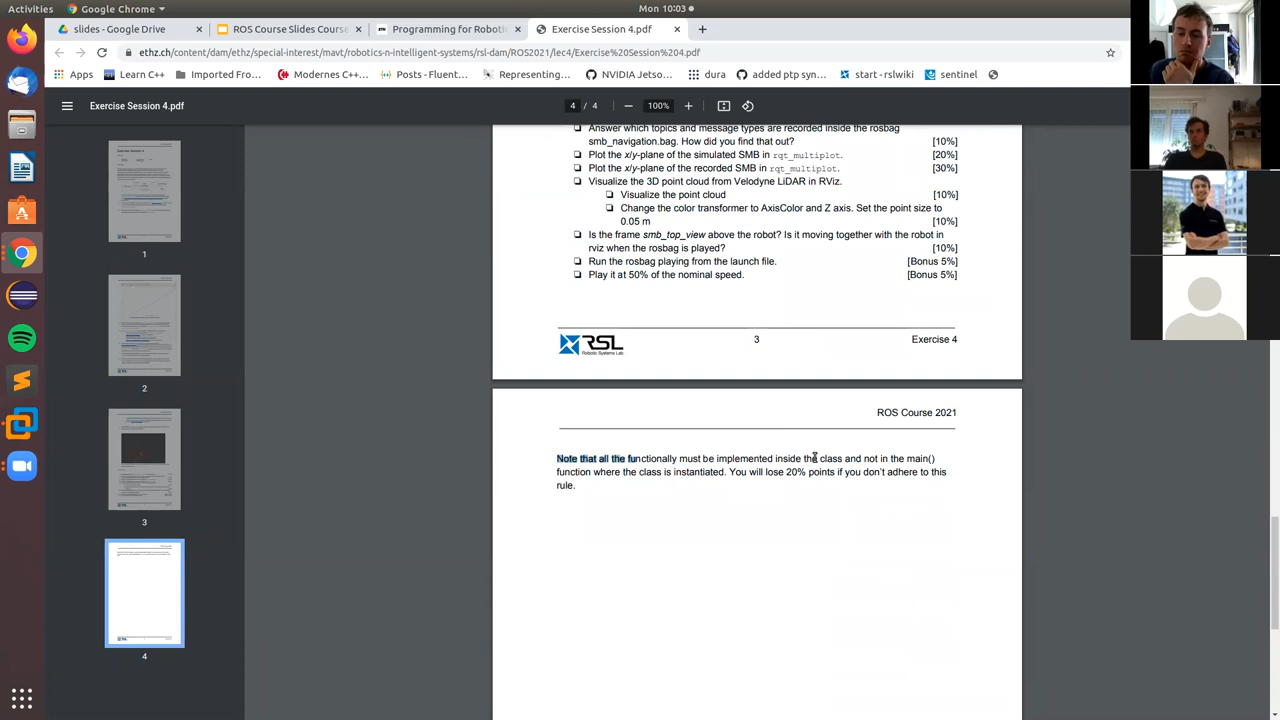 Activities
Google Chrome
Mon 10:03
slides - Google Drive
ROS Course Slides Course
Programming for Robotic
Exercise Session 4.pdf
ethz.ch/content/dam/ethz/special-interest/mavt/robotics-n-intelligent-systems/rsl-dam/ROS2021/lec4/Exercise%20Session%204.pdf
Apps
Learn C++
Imported Fro...
Modernes C++...
Posts - Fluent...
Representing...
NVIDIA Jetso...
dura
added ptp syn...
start - rslwiki
sentinel
Exercise Session 4.pdf
4 / 4
100%
Answer which topics and message types are recorded inside the rosbag
smb_navigation.bag. How did you find that out? [10%]
Plot the x/y-plane of the simulated SMB in rqt_multiplot. [20%]
Plot the x/y-plane of the recorded SMB in rqt_multiplot. [30%]
Visualize the 3D point cloud from Velodyne LiDAR in RViz.
Visualize the point cloud [10%]
Change the color transformer to AxisColor and Z axis. Set the point size to
0.05 m [10%]
Is the frame smb_top_view above the robot? Is it moving together with the robot in
rviz when the rosbag is played? [10%]
Run the rosbag playing from the launch file. [Bonus 5%]
Play it at 50% of the nominal speed. [Bonus 5%]
RSL
Robotic Systems Lab
3
Exercise 4
ROS Course 2021
Note that all the functionally must be implemented inside the class and not in the main()
function where the class is instantiated. You will lose 20% points if you don't adhere to this
rule.
1
2
3
4